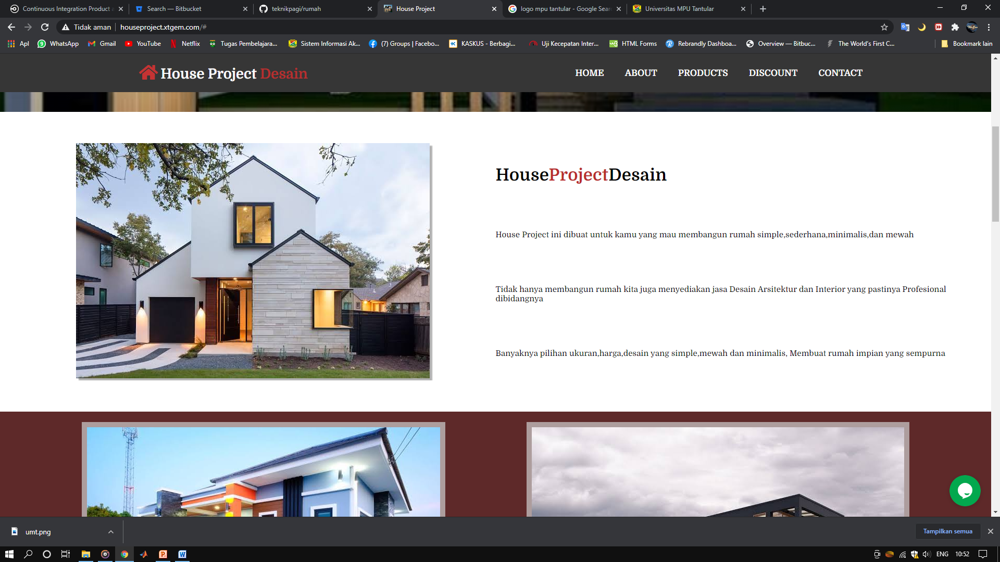 Continuous Integration Product a
Search — Bitbucket
teknikpagi/rumah
House Project
logo mpu tantular - Google Sear
Universitas MPU Tantular
Tidak aman
houseproject.xtgem.com/#
Apl
WhatsApp
Gmail
YouTube
Netflix
Tugas Pembelajara...
Sistem Informasi Ak...
(7) Groups | Facebo...
KASKUS - Berbagi...
Uji Kecepatan Inter...
HTML Forms
Rebrandly Dashboa...
Overview — Bitbuc...
The World's First C...
Bookmark lain
House Project Desain
HOME
ABOUT
PRODUCTS
DISCOUNT
CONTACT
HouseProjectDesain
House Project ini dibuat untuk kamu yang mau membangun rumah simple,sederhana,minimalis,dan mewah
Tidak hanya membangun rumah kita juga menyediakan jasa Desain Arsitektur dan Interior yang pastinya Profesional
dibidangnya
Banyaknya pilihan ukuran,harga,desain yang simple,mewah dan minimalis, Membuat rumah impian yang sempurna
umt.png
Tampilkan semua
ENG
10:52